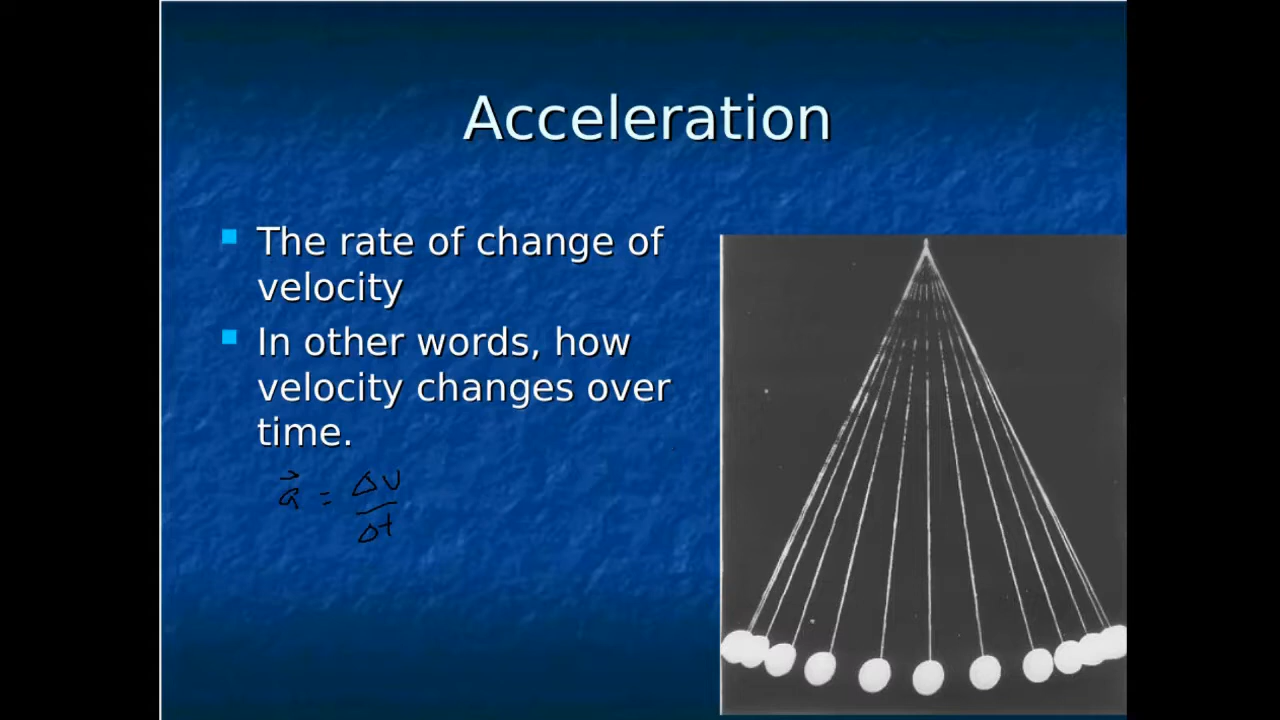 Acceleration
The rate of change of
velocity
In other words, how
velocity changes over
time.
a⃗ = Δv/Δt